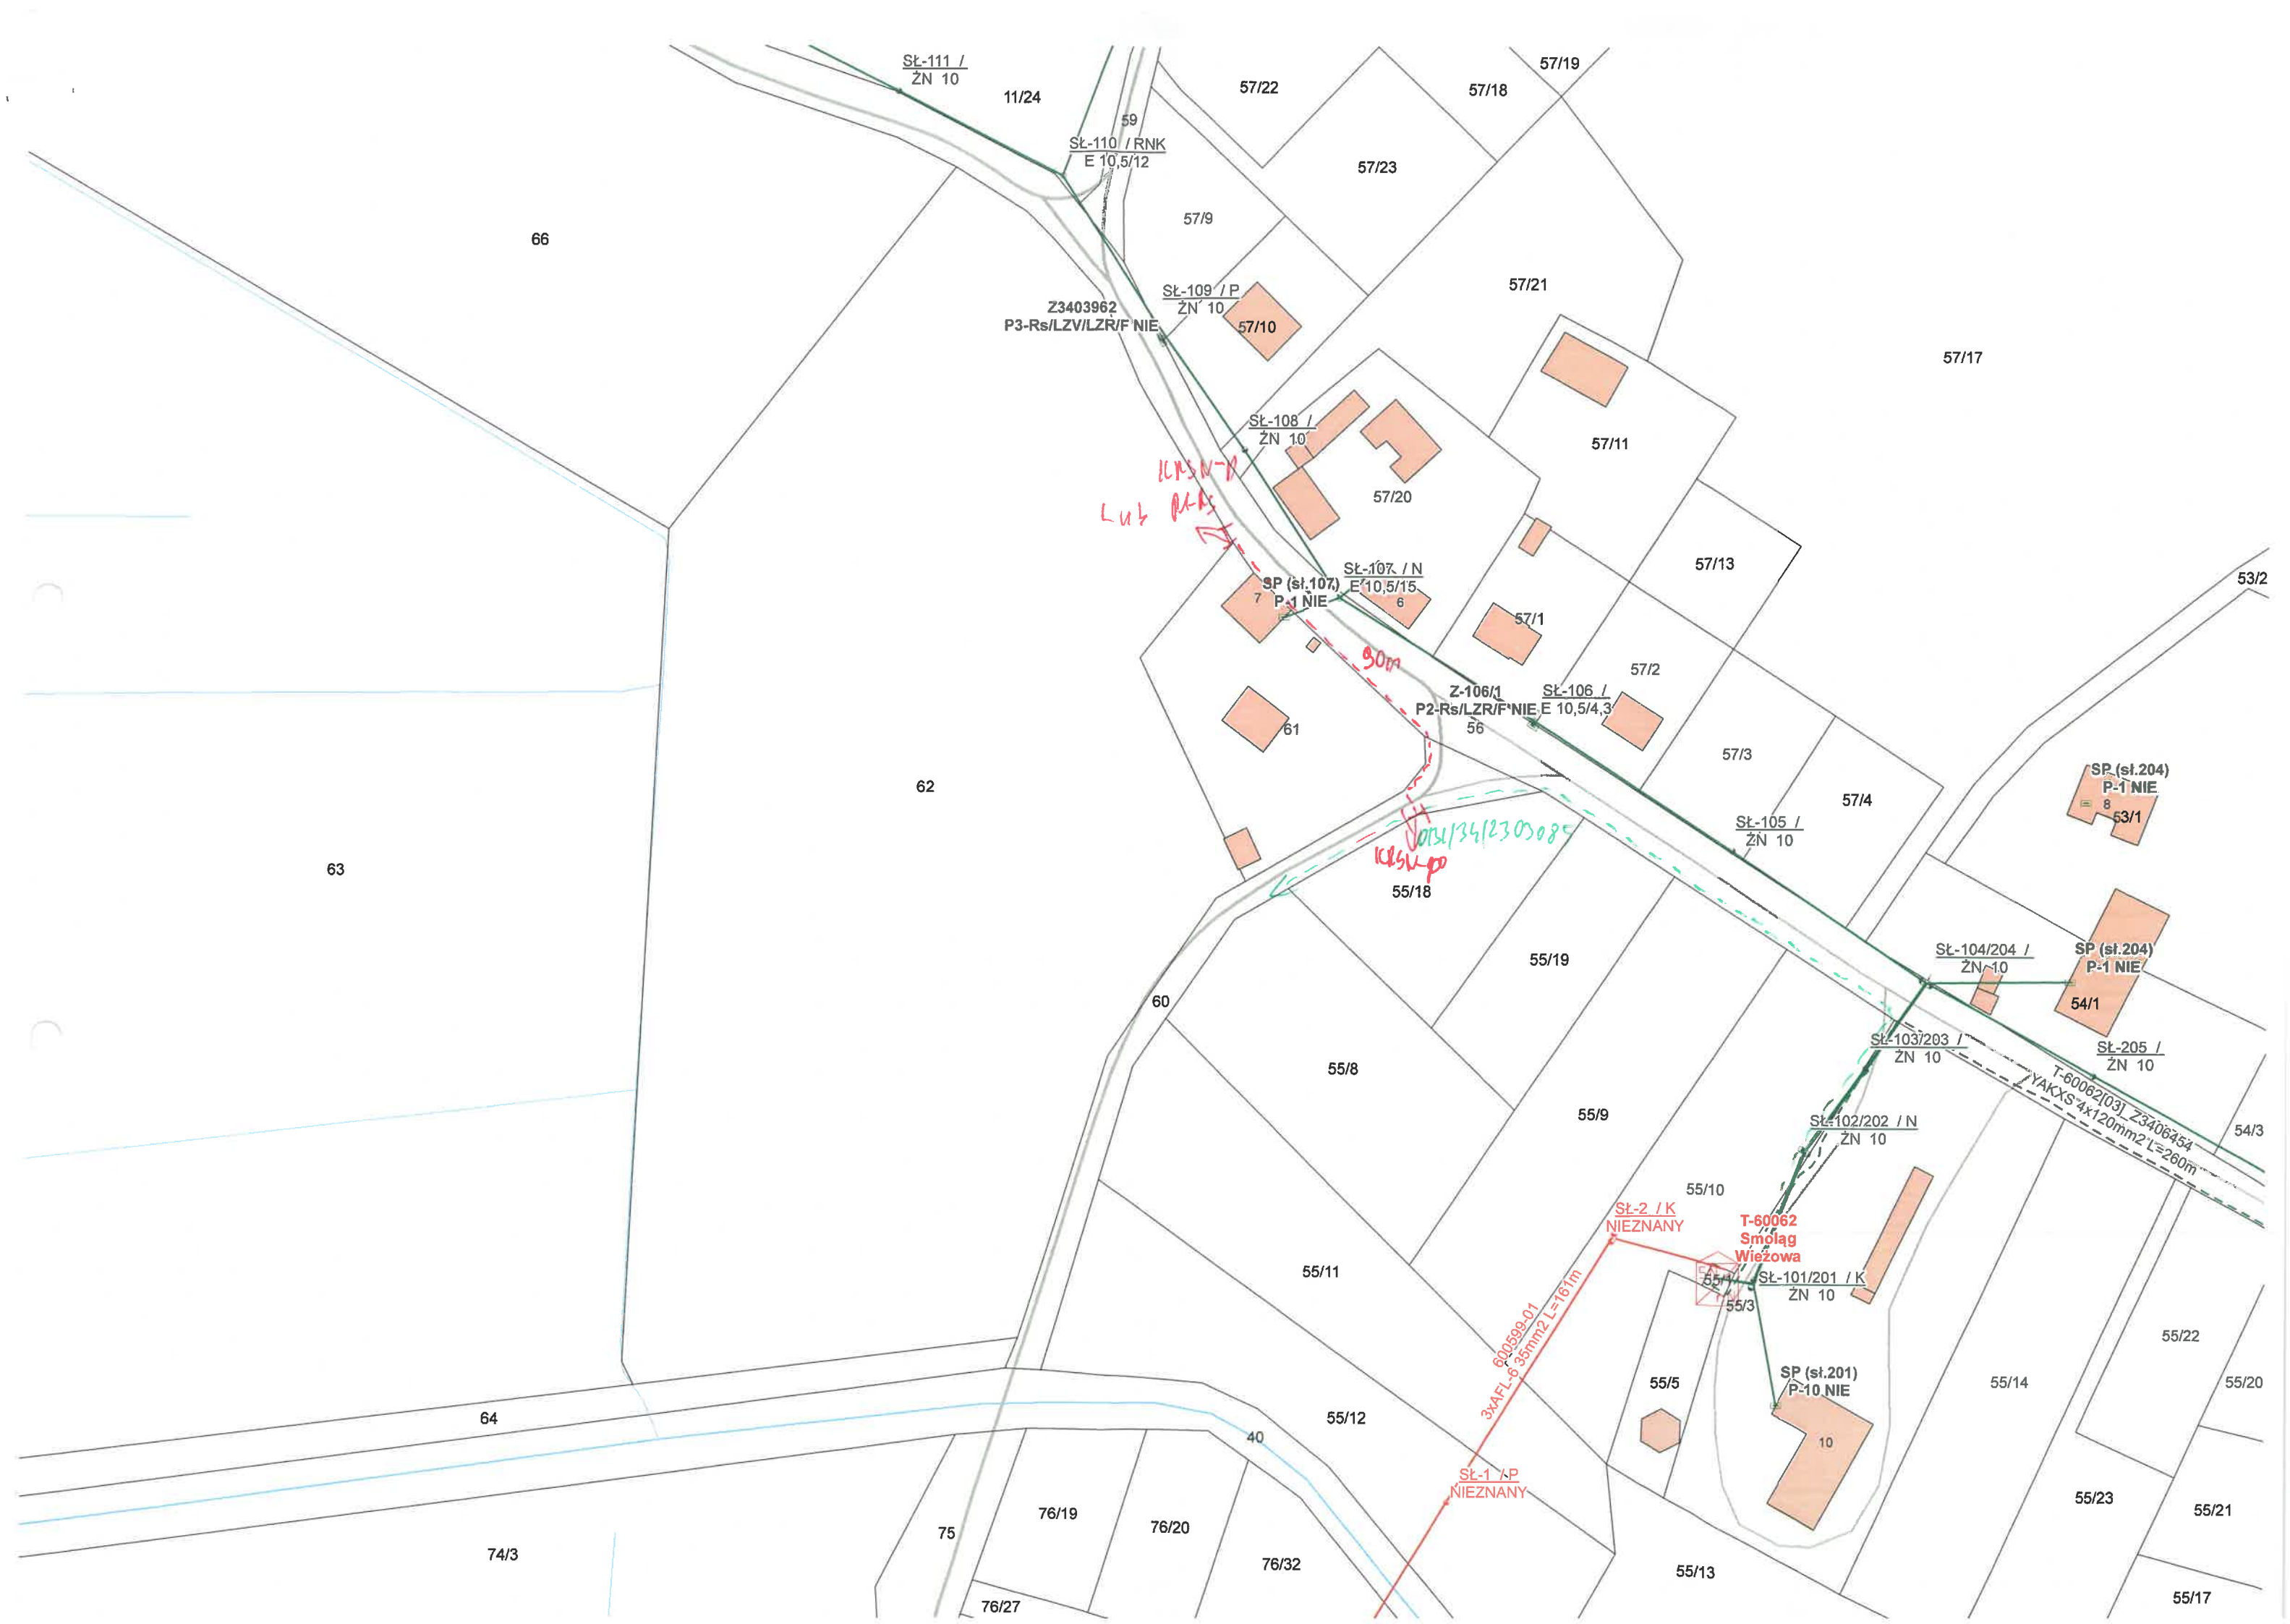 SŁ-111 /
ŻN 10
11/24
59
SŁ-110 / RNK
E 10,5/12
57/22
57/19
57/18
57/23
57/9
66
Z3403962
P3-Rs/LZV/LZR/F NIE
SŁ-109 / P
ŻN 10
57/10
57/21
57/17
SŁ-108 /
ŻN 10
57/11
57/20
KRSN-P
Lub P1-Rs
57/13
53/2
SP (sł.107)
P-1 NIE
7
SŁ-107 / N
E 10,5/15
6
57/1
90m
57/2
Z-106/1
P2-Rs/LZR/F NIE
SŁ-106 /
E 10,5/4,3
56
61
57/3
57/4
SP (sł.204)
P-1 NIE
8
53/1
62
SŁ-105 /
ŻN 10
63
55/18
55/19
SŁ-104/204 /
ŻN 10
SP (sł.204)
P-1 NIE
54/1
60
SŁ-103/203 /
ŻN 10
SŁ-205 /
ŻN 10
55/8
T-60062[03]_Z3406454
YAKXS 4x120mm2 L=260m
55/9
SŁ-102/202 / N
ŻN 10
54/3
55/10
SŁ-2 / K
NIEZNANY
T-60062
Smoląg
Wieżowa
55/11
55/1
SŁ-101/201 / K
ŻN 10
55/3
600599-01
3xAFL-6 35mm2 L=161m
55/22
SP (sł.201)
P-10 NIE
55/5
55/14
55/20
64
55/12
40
10
SŁ-1 / P
NIEZNANY
55/23
55/21
76/19
76/20
75
74/3
76/32
55/13
55/17
76/27